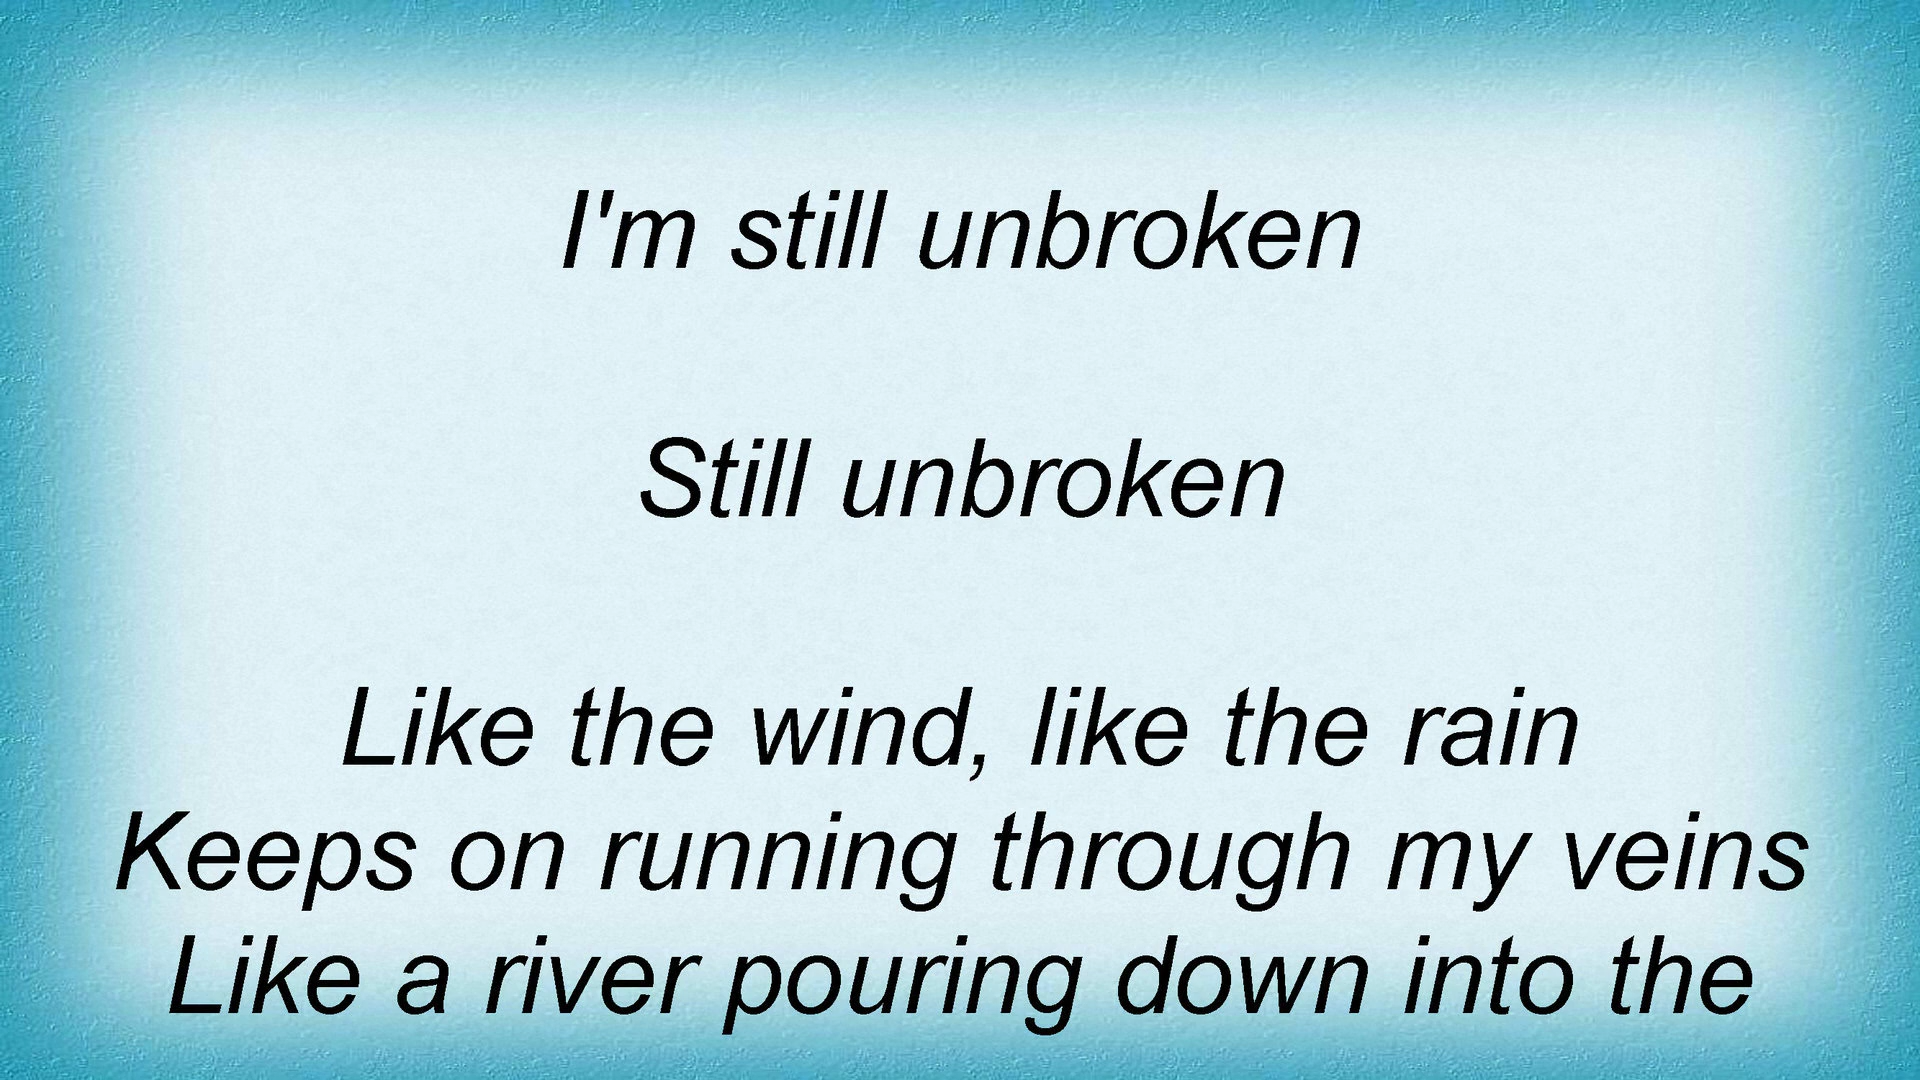 I'm still unbroken
Still unbroken
Like the wind, like the rain
Keeps on running through my veins
Like a river pouring down into the